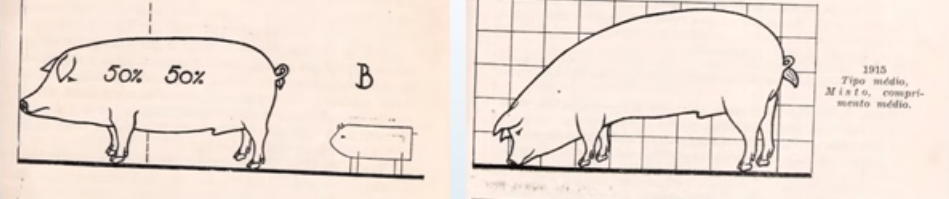 50% 50%
B
1915
Tipo médio,
Misto, compri-
mento médio.